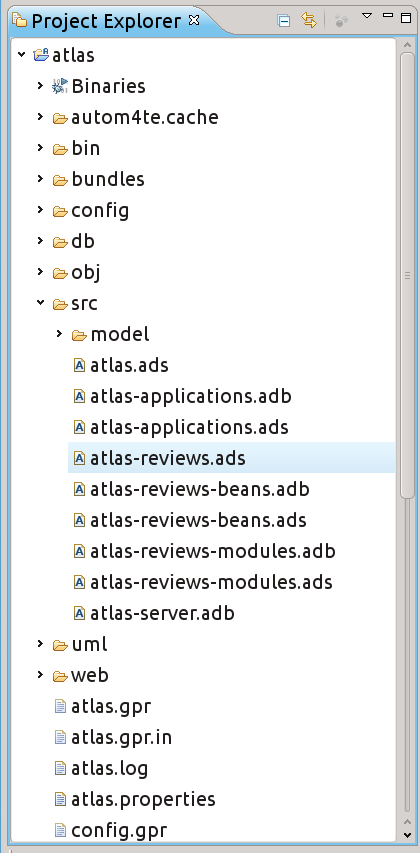 Project Explorer
atlas
Binaries
autom4te.cache
bin
bundles
config
db
obj
src
model
atlas.ads
atlas-applications.adb
atlas-applications.ads
atlas-reviews.ads
atlas-reviews-beans.adb
atlas-reviews-beans.ads
atlas-reviews-modules.adb
atlas-reviews-modules.ads
atlas-server.adb
uml
web
atlas.gpr
atlas.gpr.in
atlas.log
atlas.properties
config.gpr